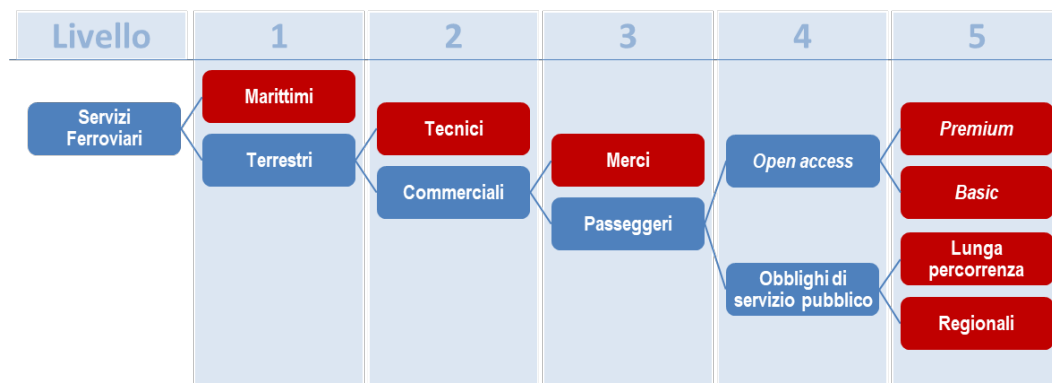 Livello 1 2 3 4 5
Marittimi
Servizi
Ferroviari
Terrestri
Tecnici
Commerciali
Merci
Passeggeri
Open access
Obblighi di
servizio pubblico
Premium
Basic
Lunga
percorrenza
Regionali